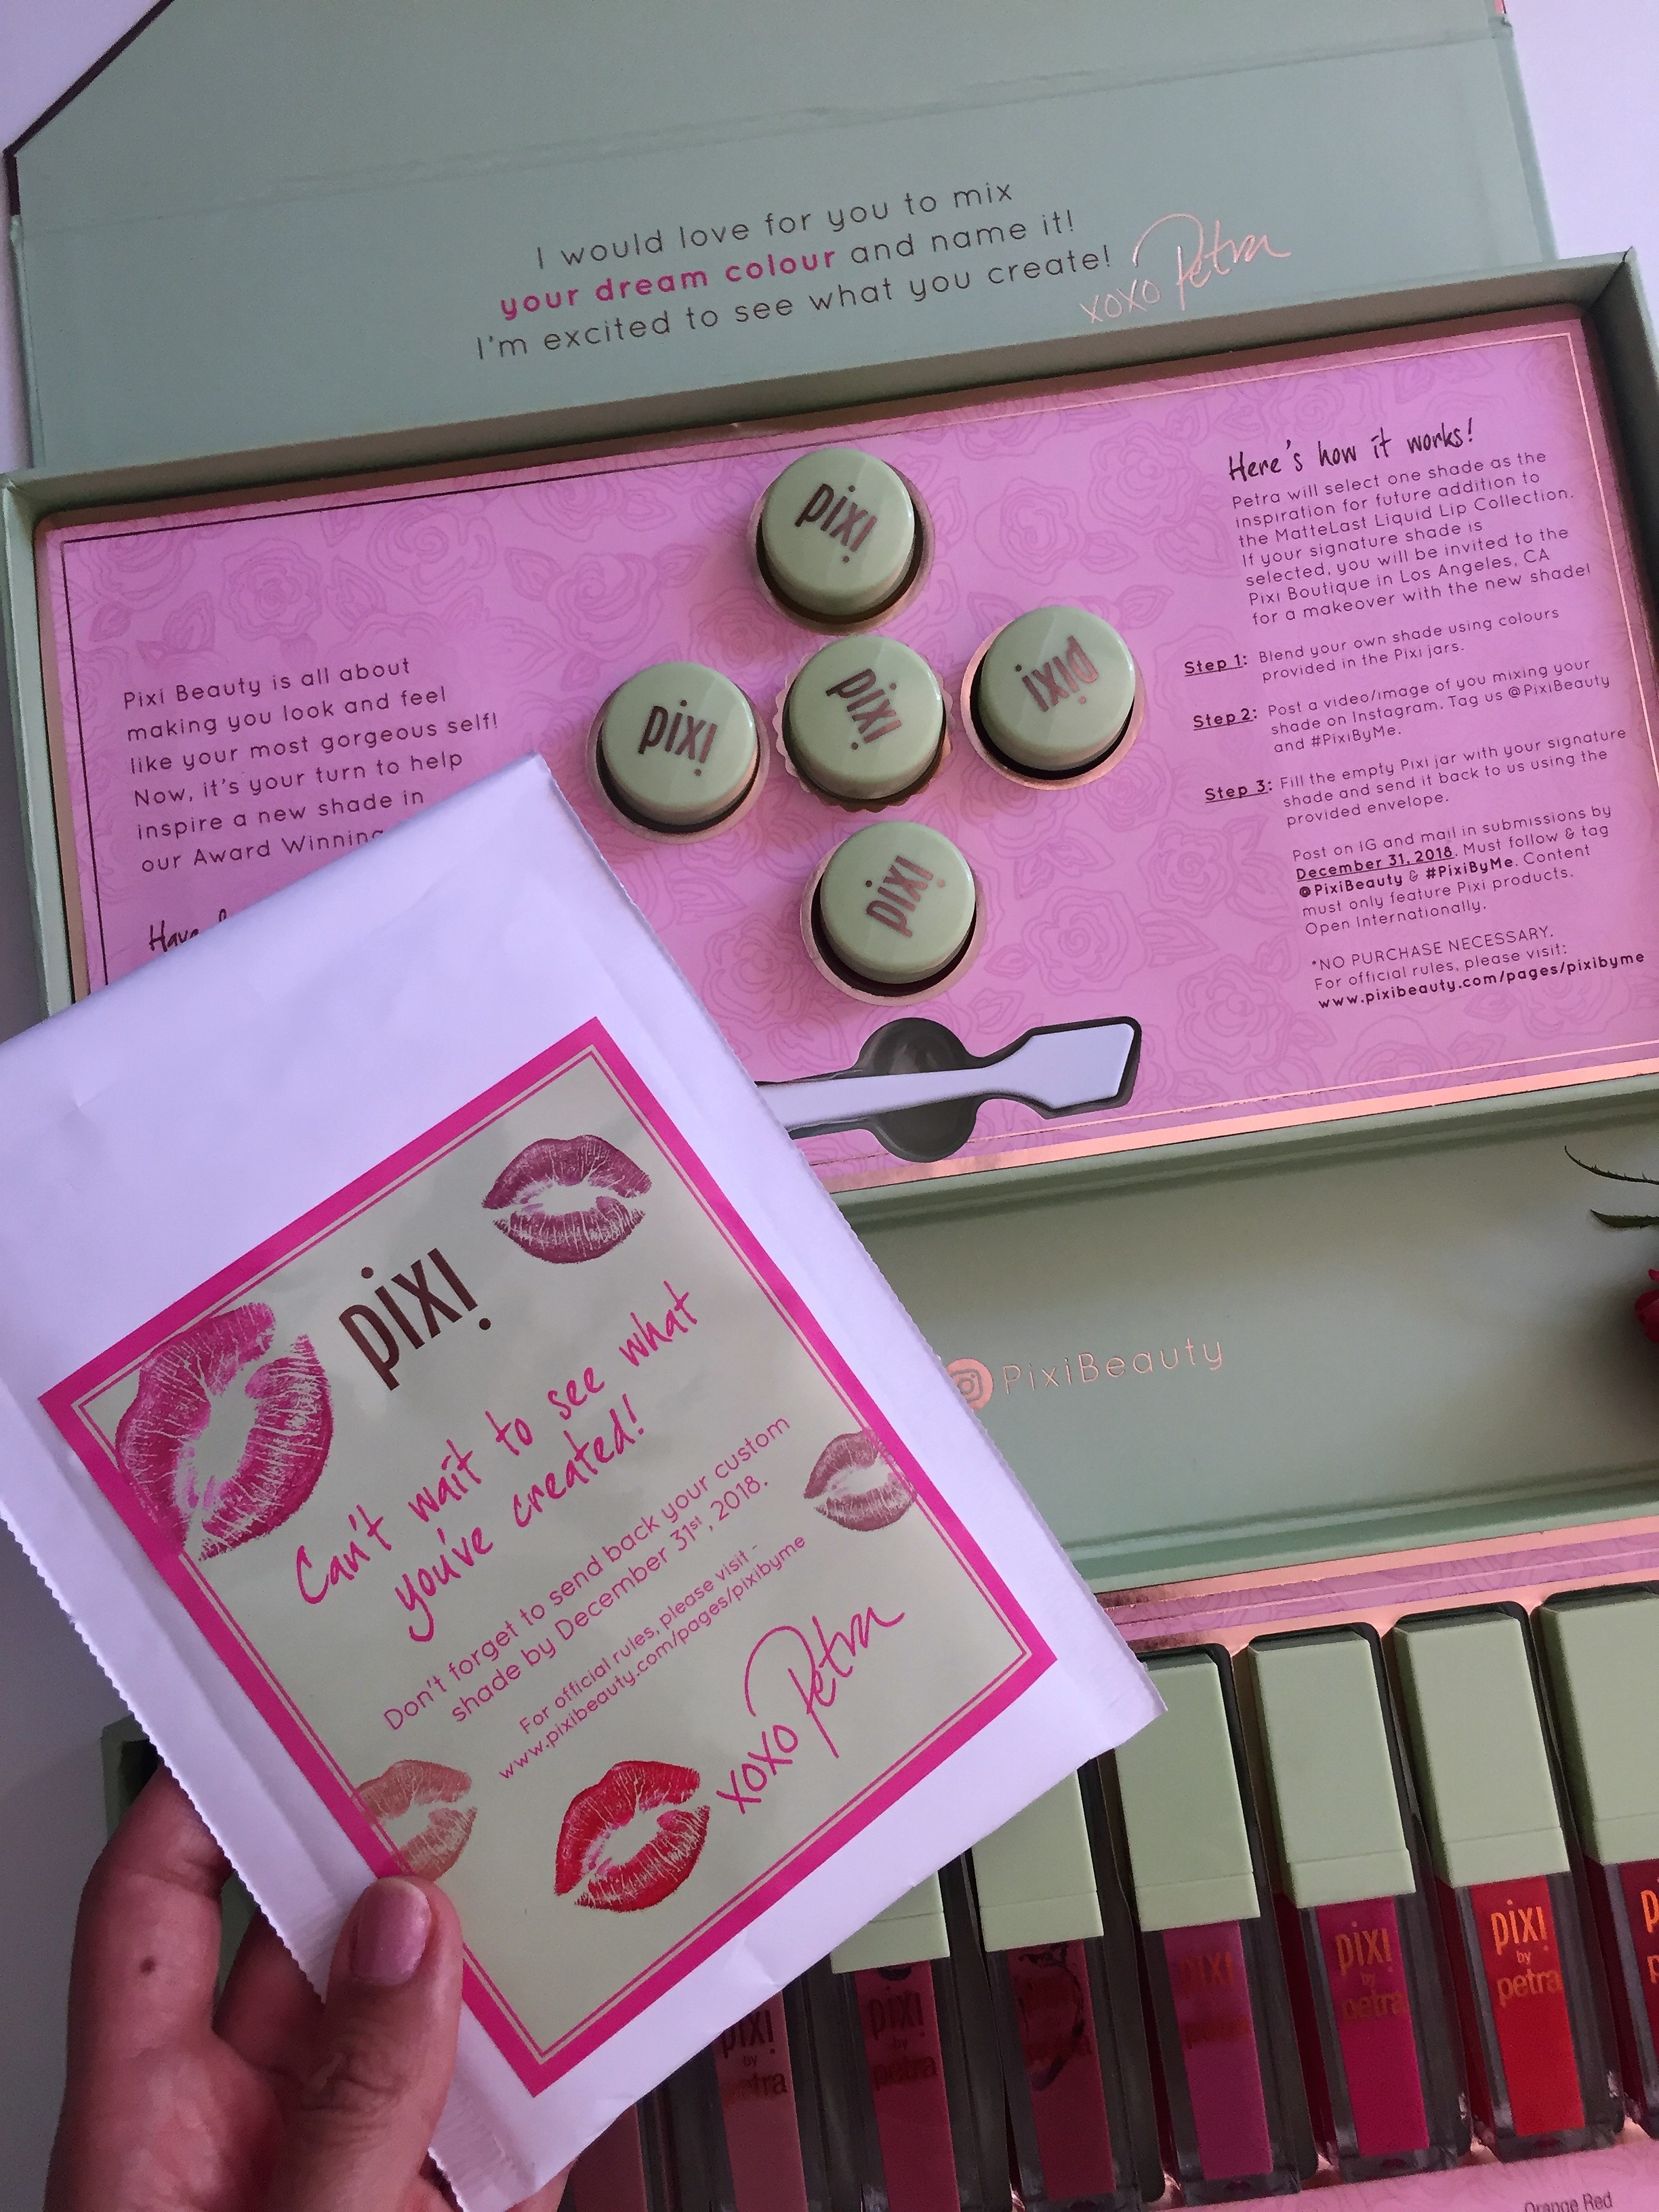 I would love for you to mix
your dream colour and name it!
I'm excited to see what you create!
xoxo Petra
Pixi Beauty is all about
making you look and feel
like your most gorgeous self!
Now, it's your turn to help
inspire a new shade in
our Award Winning
Have
pixi
pixi
pixi
pixi
pixi
Here's how it works!
Petra will select one shade as the
inspiration for future addition to
the MatteLast Liquid Lip Collection.
If your signature shade is
selected, you will be invited to the
Pixi Boutique in Los Angeles, CA
for a makeover with the new shade!
Step 1: Blend your own shade using colours
provided in the Pixi jars.
Step 2: Post a video/image of you mixing your
shade on Instagram. Tag us @PixiBeauty
and #PixiByMe.
Step 3: Fill the empty Pixi jar with your signature
shade and send it back to us using the
provided envelope.
Post on IG and mail in submissions by
December 31, 2018. Must follow & tag
@PixiBeauty & #PixiByMe. Content
must only feature Pixi products.
Open Internationally.
*NO PURCHASE NECESSARY.
For official rules, please visit:
www.pixibeauty.com/pages/pixibyme
PixiBeauty
pixi
Can't wait to see what
you've created!
Don't forget to send back your custom
shade by December 31st, 2018.
For official rules, please visit -
www.pixibeauty.com/pages/pixibyme
xoxo Petra
pixi
by
petra
pixi
by
petra
pixi
pixi
by
petra
pixi
by
petra
Orange Red